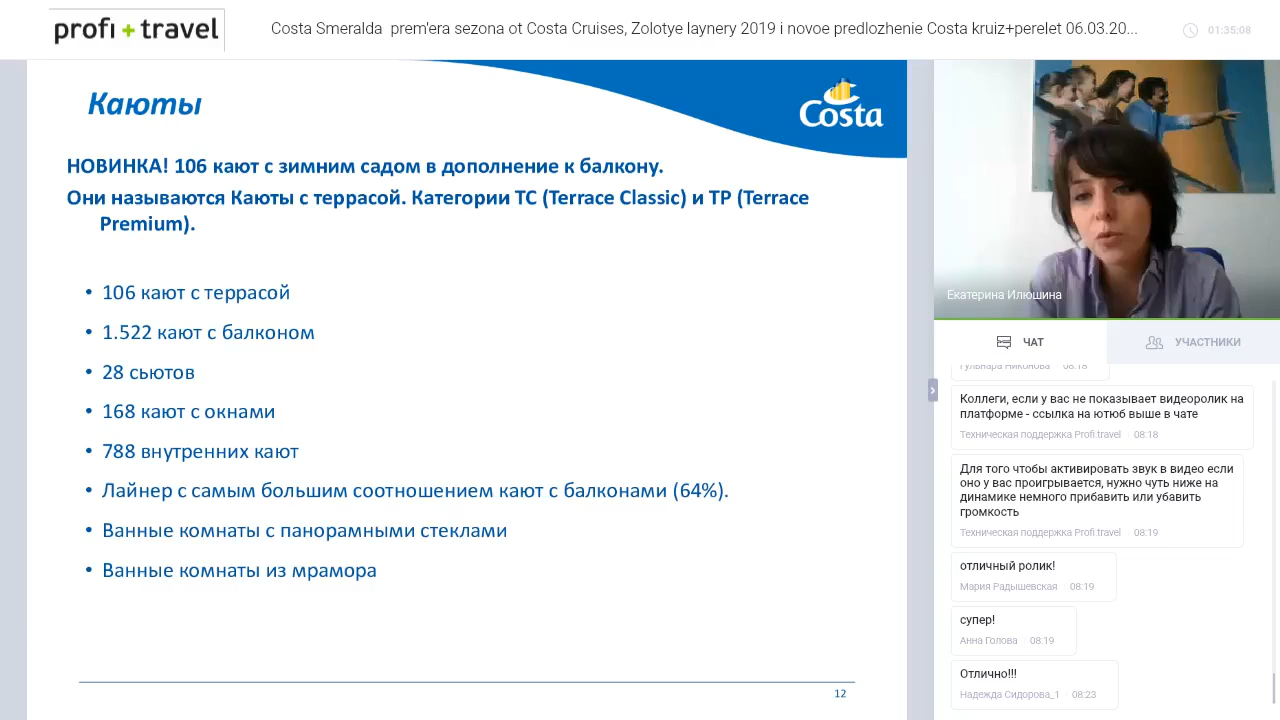 profi + travel
Costa Smeralda prem'era sezona ot Costa Cruises, Zolotye laynery 2019 i novoe predlozhenie Costa kruiz+perelet 06.03.20...
01:35:08
Каюты
Costa
НОВИНКА! 106 кают с зимним садом в дополнение к балкону.
Они называются Каюты с террасой. Категории TC (Terrace Classic) и TP (Terrace
Premium).
• 106 кают с террасой
• 1.522 кают с балконом
• 28 сьютов
• 168 кают с окнами
• 788 внутренних кают
• Лайнер с самым большим соотношением кают с балконами (64%).
• Ванные комнаты с панорамными стеклами
• Ванные комнаты из мрамора
12
Екатерина Илюшина
ЧАТ
УЧАСТНИКИ
Гульнара Никонова 08:18
Коллеги, если у вас не показывает видеоролик на
платформе - ссылка на ютюб выше в чате
Техническая поддержка Profi.travel 08:18
Для того чтобы активировать звук в видео если
оно у вас проигрывается, нужно чуть ниже на
динамике немного прибавить или убавить
громкость
Техническая поддержка Profi.travel 08:19
отличный ролик!
Мария Радышевская 08:19
супер!
Анна Голова 08:19
Отлично!!!
Надежда Сидорова_1 08:23